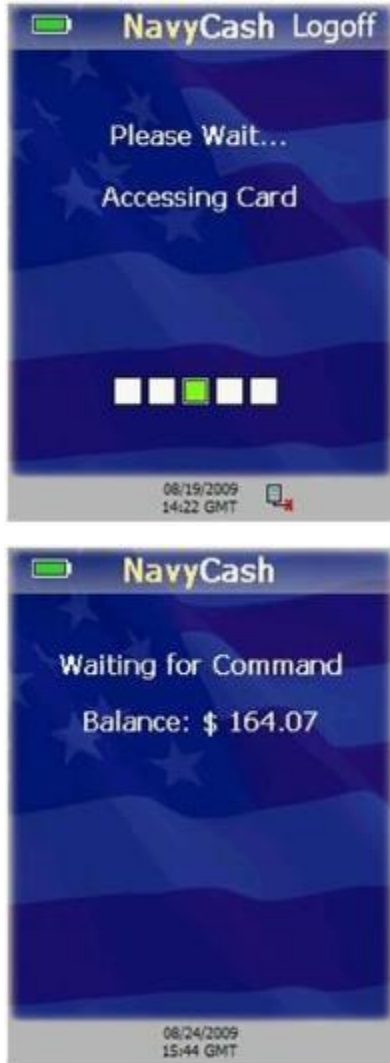 NavyCash Logoff
Please Wait...
Accessing Card
08/19/2009
14:22 GMT
NavyCash
Waiting for Command
Balance: $ 164.07
08/24/2009
15:44 GMT